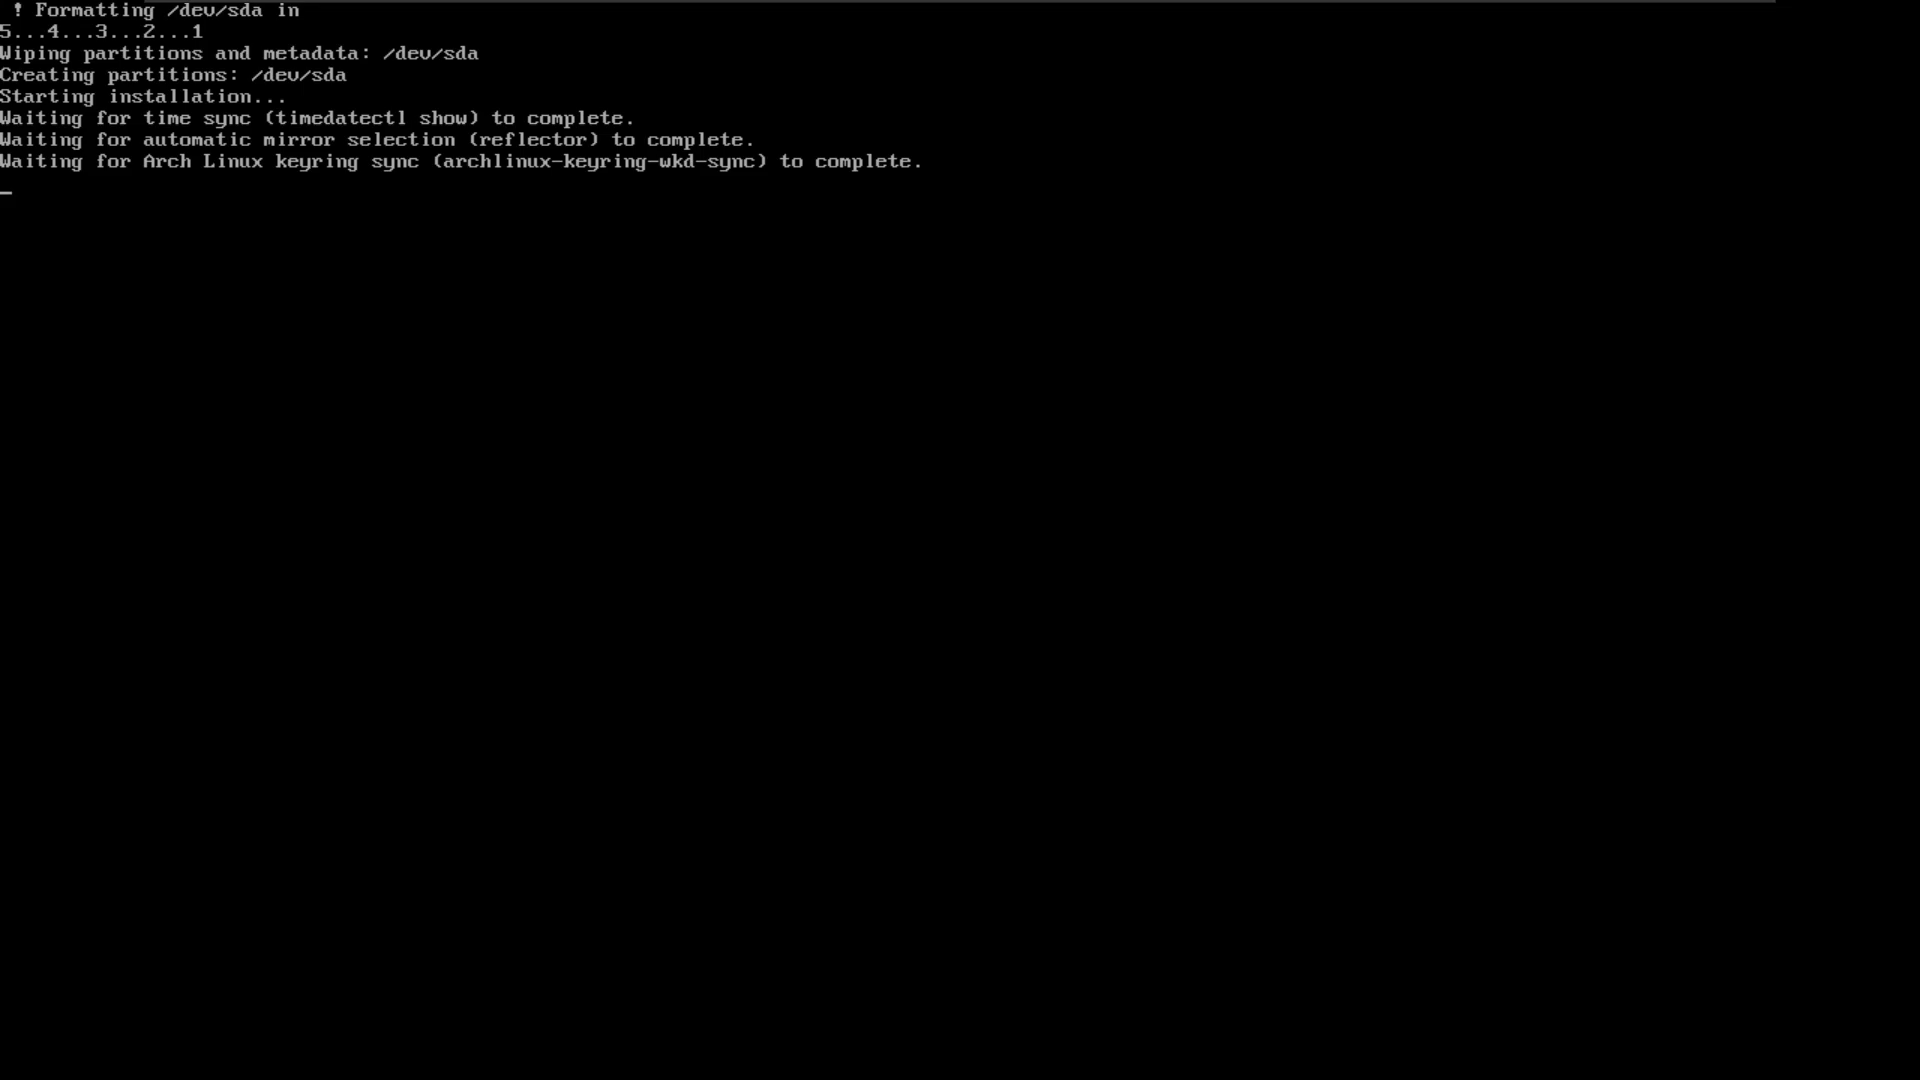 ! Formatting /dev/sda in
5...4...3...2...1
Wiping partitions and metadata: /dev/sda
Creating partitions: /dev/sda
Starting installation...
Waiting for time sync (timedatectl show) to complete.
Waiting for automatic mirror selection (reflector) to complete.
Waiting for Arch Linux keyring sync (archlinux-keyring-wkd-sync) to complete.